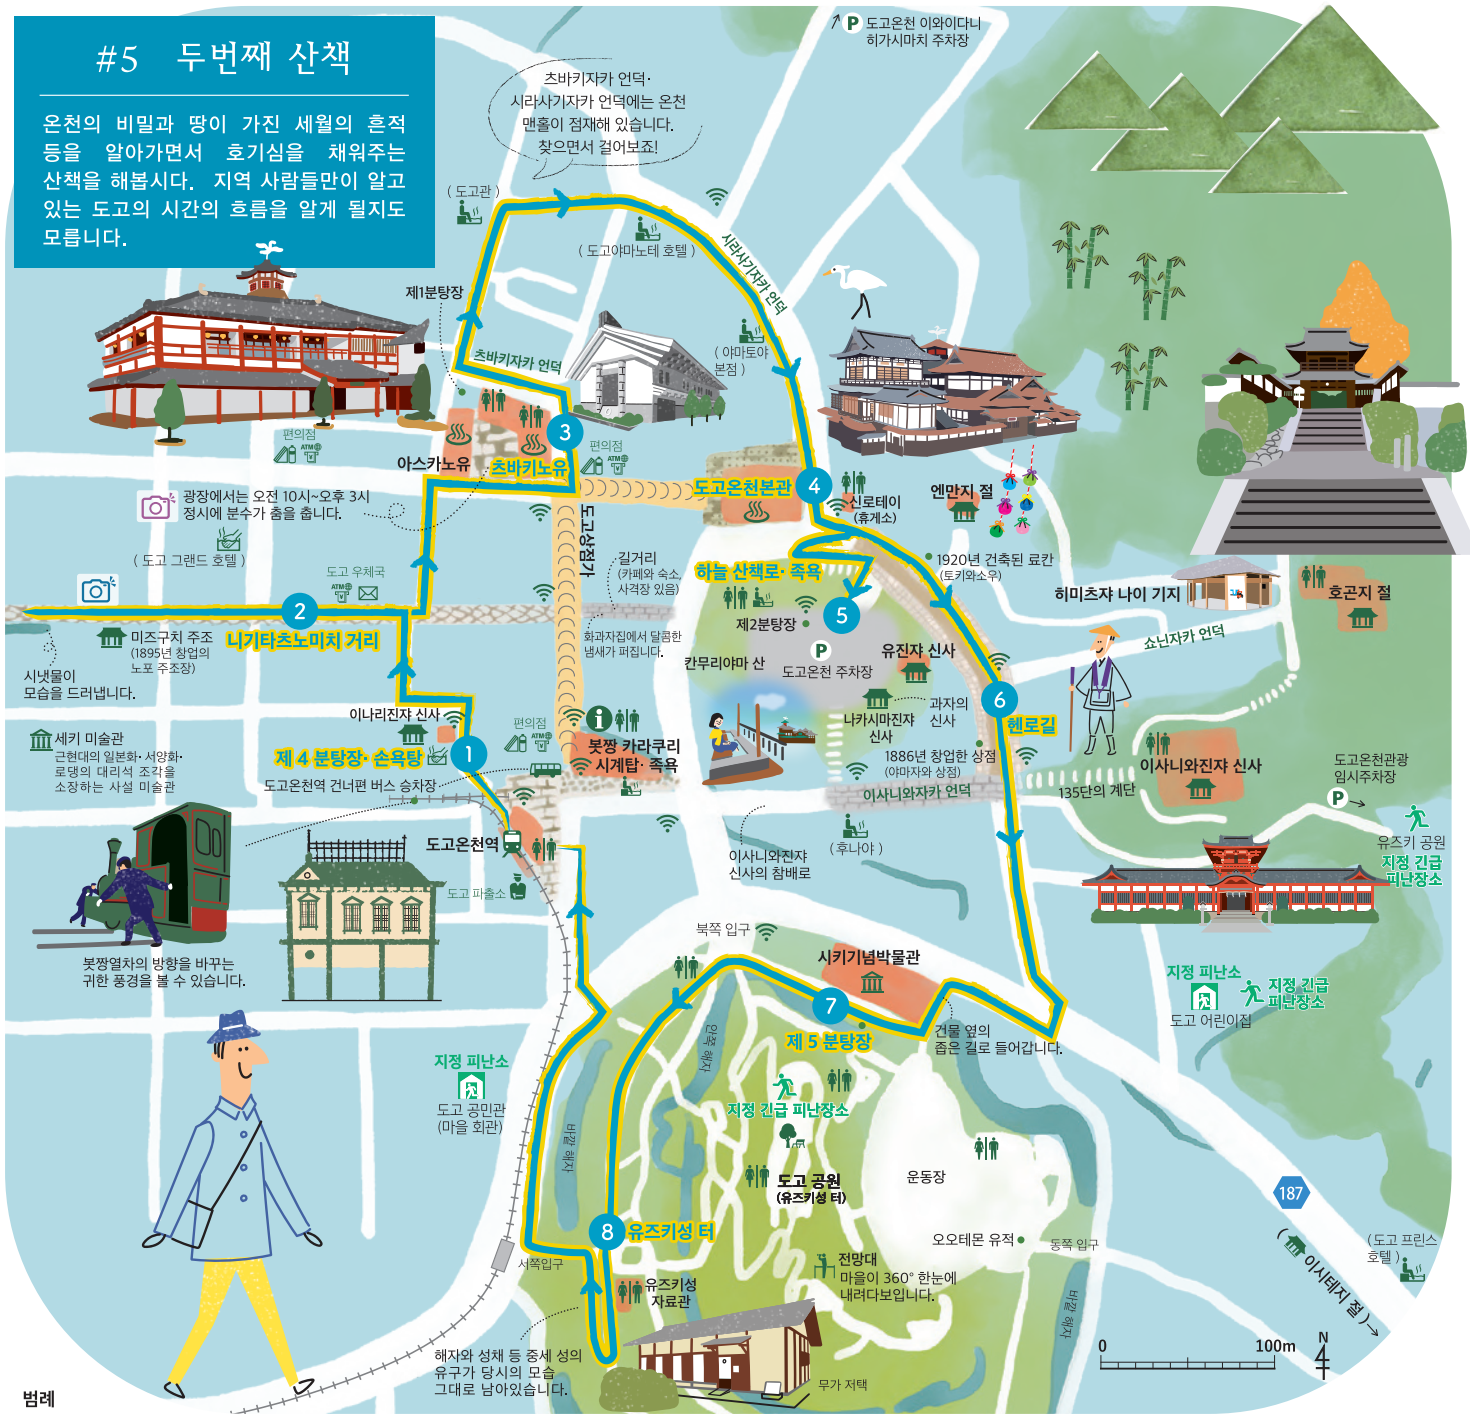 #5 두번째 산책
온천의 비밀과 땅이 가진 세월의 흔적
등을 알아가면서 호기심을 채워주는
산책을 해봅시다. 지역 사람들만이 알고
있는 도고의 시간의 흐름을 알게 될지도
모릅니다.
P 도고온천 이와이다니
히가시마치 주차장
츠바키자카 언덕·
시라사기자카 언덕에는 온천
맨홀이 점재해 있습니다.
찾으면서 걸어보죠!
( 도고관 )
( 도고야마노테 호텔 )
시라사기자카 언덕
제1분탕장
츠바키자카 언덕
( 야마토야
본점 )
편의점
ATM
아스카노유
츠바키노유
3
편의점
ATM
도고온천본관
4
신로테이
(휴게소)
엔만지 절
광장에서는 오전 10시~오후 3시
정시에 분수가 춤을 춥니다.
( 도고 그랜드 호텔 )
도고상점가
길거리
(카페와 숙소,
사격장 있음)
하늘 산책로· 족욕
1920년 건축된 료칸
(토키와소우)
도고 우체국
ATM
히미츠쟈 나이 기지
호곤지 절
2
니기타츠노미치 거리
미즈구치 주조
(1895년 창업의
노포 주조장)
시냇물이
모습을 드러냅니다.
화과자집에서 달콤한
냄새가 퍼집니다.
제2분탕장
5
P
도고온천 주차장
칸무리야마 산
유진쟈 신사
쇼닌자카 언덕
이나리진쟈 신사
나카시마진쟈
신사
과자의
신사
6
헨로길
세키 미술관
근현대의 일본화· 서양화·
로댕의 대리석 조각을
소장하는 사설 미술관
제 4 분탕장· 손욕탕
1
편의점
ATM
봇짱 카라쿠리
시계탑· 족욕
1886년 창업한 상점
(야마자와 상점)
이사니와진쟈 신사
도고온천관광
임시주차장
P
도고온천역 건너편 버스 승차장
이사니와자카 언덕
135단의 계단
도고온천역
이사니와진쟈
신사의 참배로
( 후나야 )
유즈키 공원
지정 긴급
피난장소
도고 파출소
봇짱열차의 방향을 바꾸는
귀한 풍경을 볼 수 있습니다.
북쪽 입구
시키기념박물관
지정 피난소
도고 어린이집
지정 긴급
피난장소
7
제 5 분탕장
건물 옆의
좁은 길로 들어갑니다.
안쪽 해자
지정 피난소
도고 공민관
(마을 회관)
지정 긴급 피난장소
바깥 해자
도고 공원
(유즈키성 터)
운동장
187
8
유즈키성 터
오오테몬 유적
동쪽 입구
서쪽입구
전망대
마을이 360° 한눈에
내려다보입니다.
( 이시테지 절 )
( 도고 프린스
호텔 )
유즈키성
자료관
바깥 해자
해자와 성채 등 중세 성의
유구가 당시의 모습
그대로 남아있습니다.
무가 저택
0 100m
N
범례